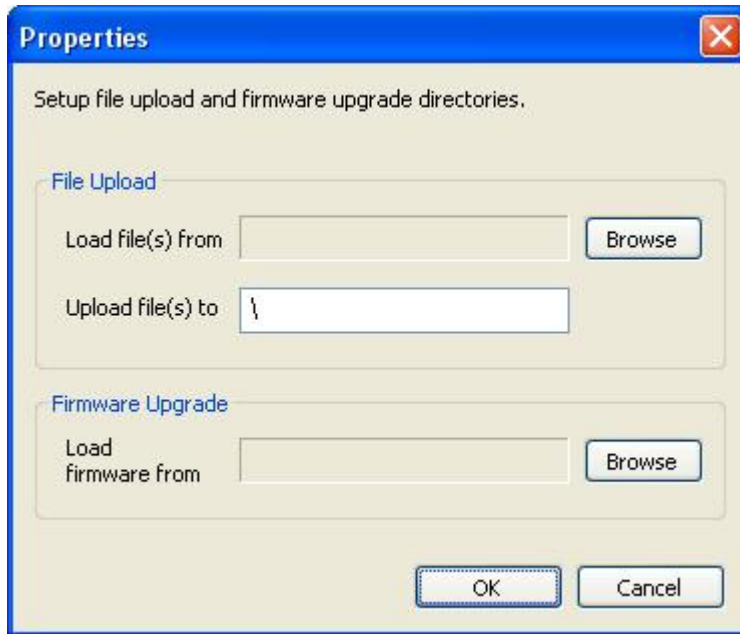 Properties
Setup file upload and firmware upgrade directories.
File Upload
Load file(s) from
Browse
Upload file(s) to
\
Firmware Upgrade
Load
firmware from
Browse
OK
Cancel